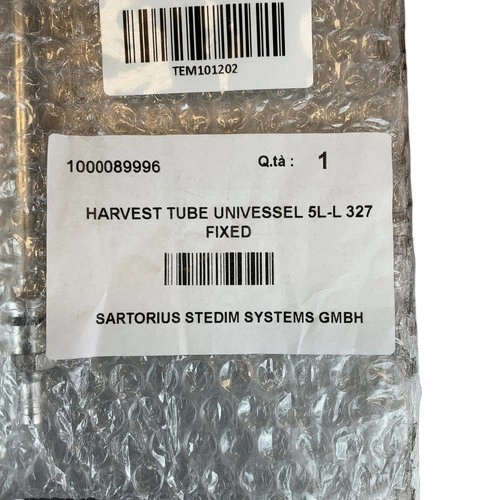 TEM101202
1000089996 Q.tà : 1
HARVEST TUBE UNIVESSEL 5L-L 327
FIXED
SARTORIUS STEDIM SYSTEMS GMBH